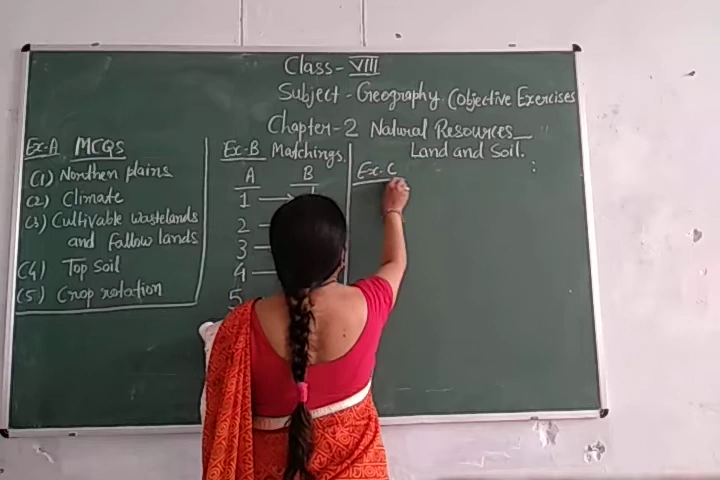 Class - VIII
Subject - Geography (Objective Exercises
Chapter - 2 Natural Resources
Land and Soil.
Ex-A MCQs
(1) Northen plains
(2) Climate
(3) Cultivable wastelands
and fallow lands
(4) Top Soil
(5) Crop rotation
Ex-B Matchings.
A B
1
2
3
4
5
Ex-C